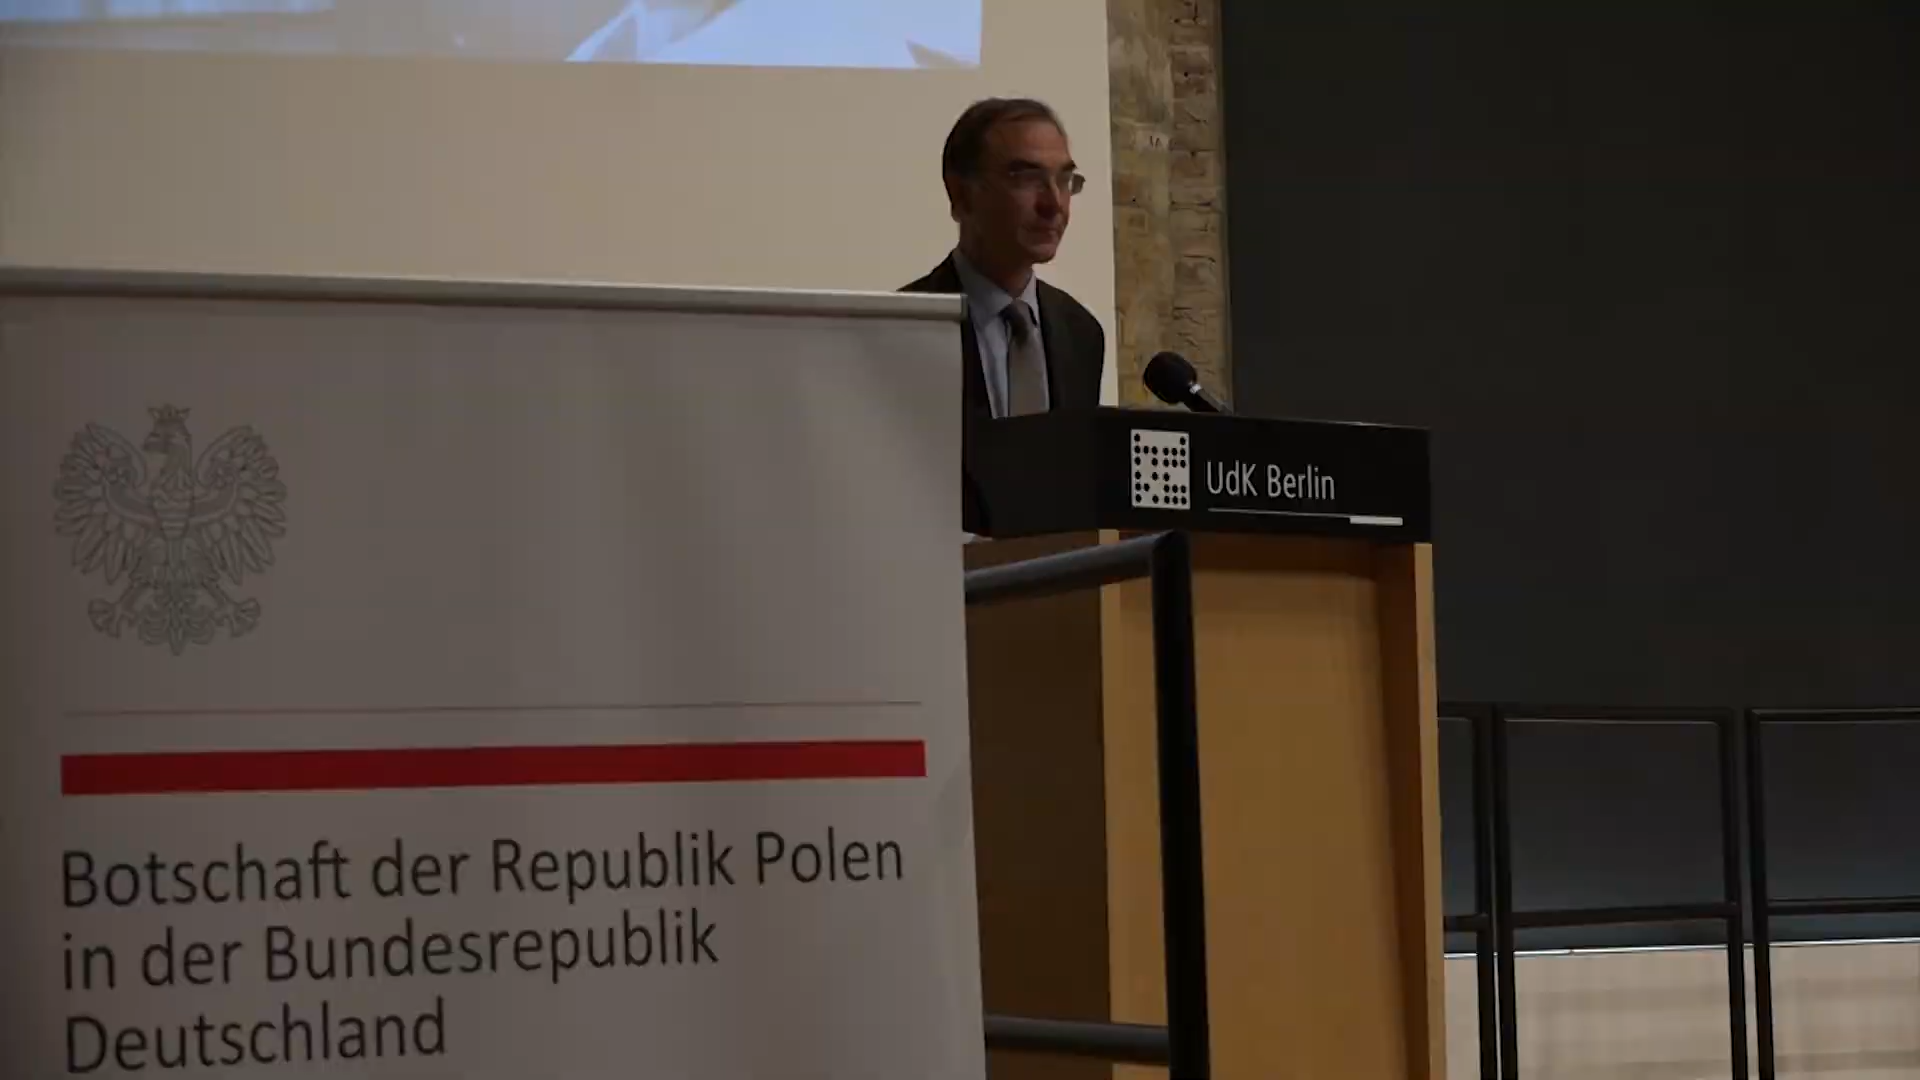 UdK Berlin
Botschaft der Republik Polen
in der Bundesrepublik
Deutschland